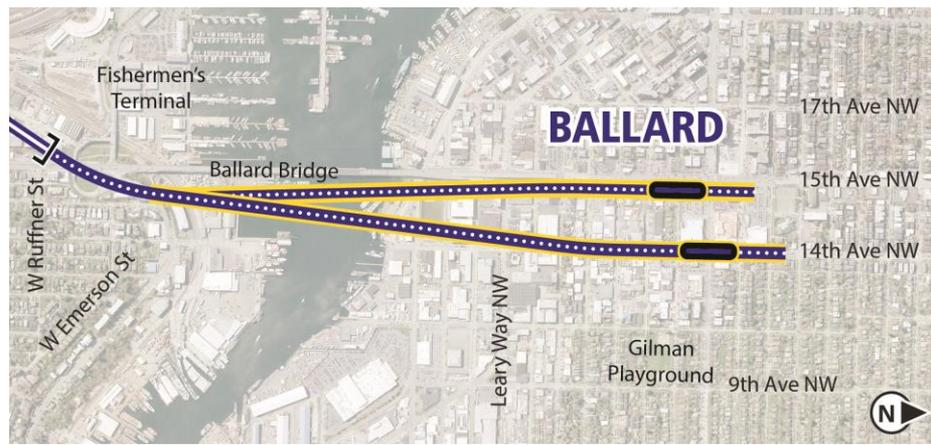 Fishermen's
Terminal
17th Ave NW
BALLARD
Ballard Bridge
15th Ave NW
W Ruffner St
14th Ave NW
W Emerson St
Leary Way NW
Gilman
Playground
9th Ave NW
N